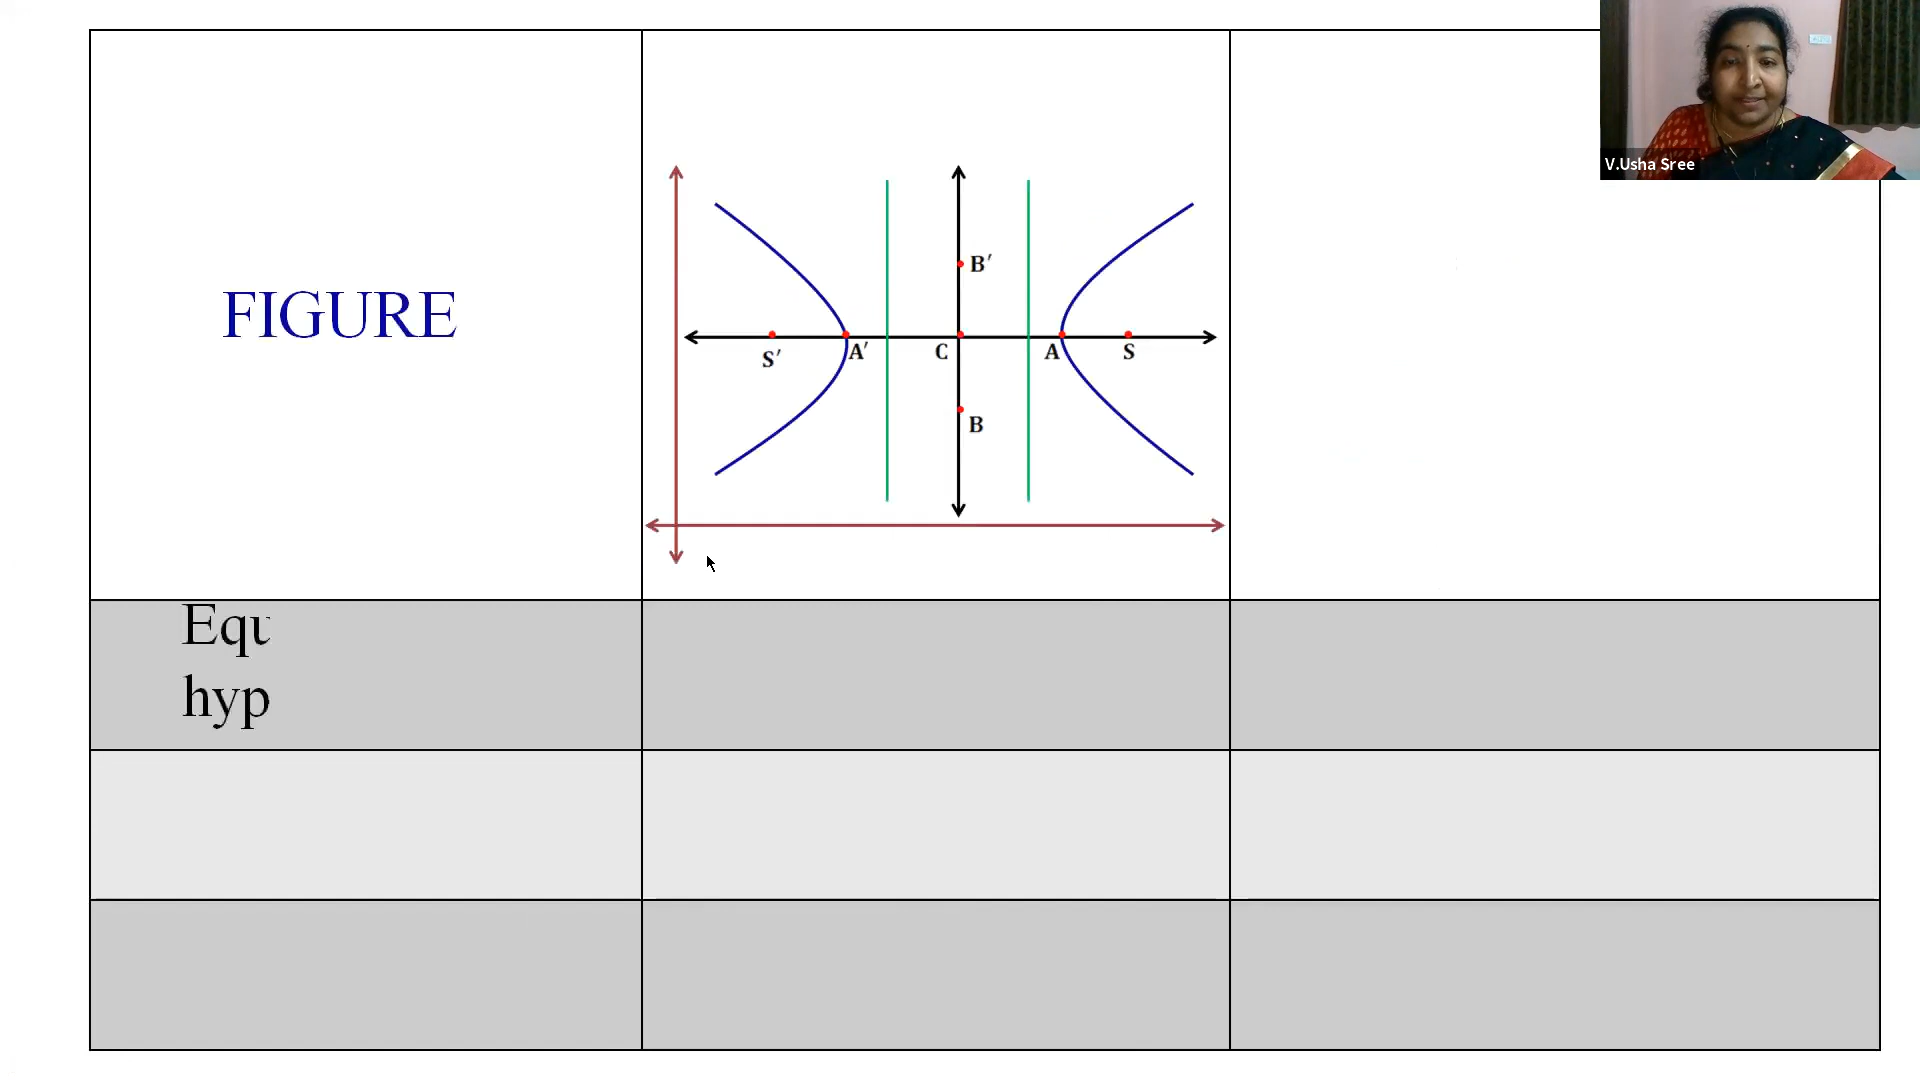 V.Usha Sree
FIGURE
B′
S′ A′ C A S
B
Equ
hyp